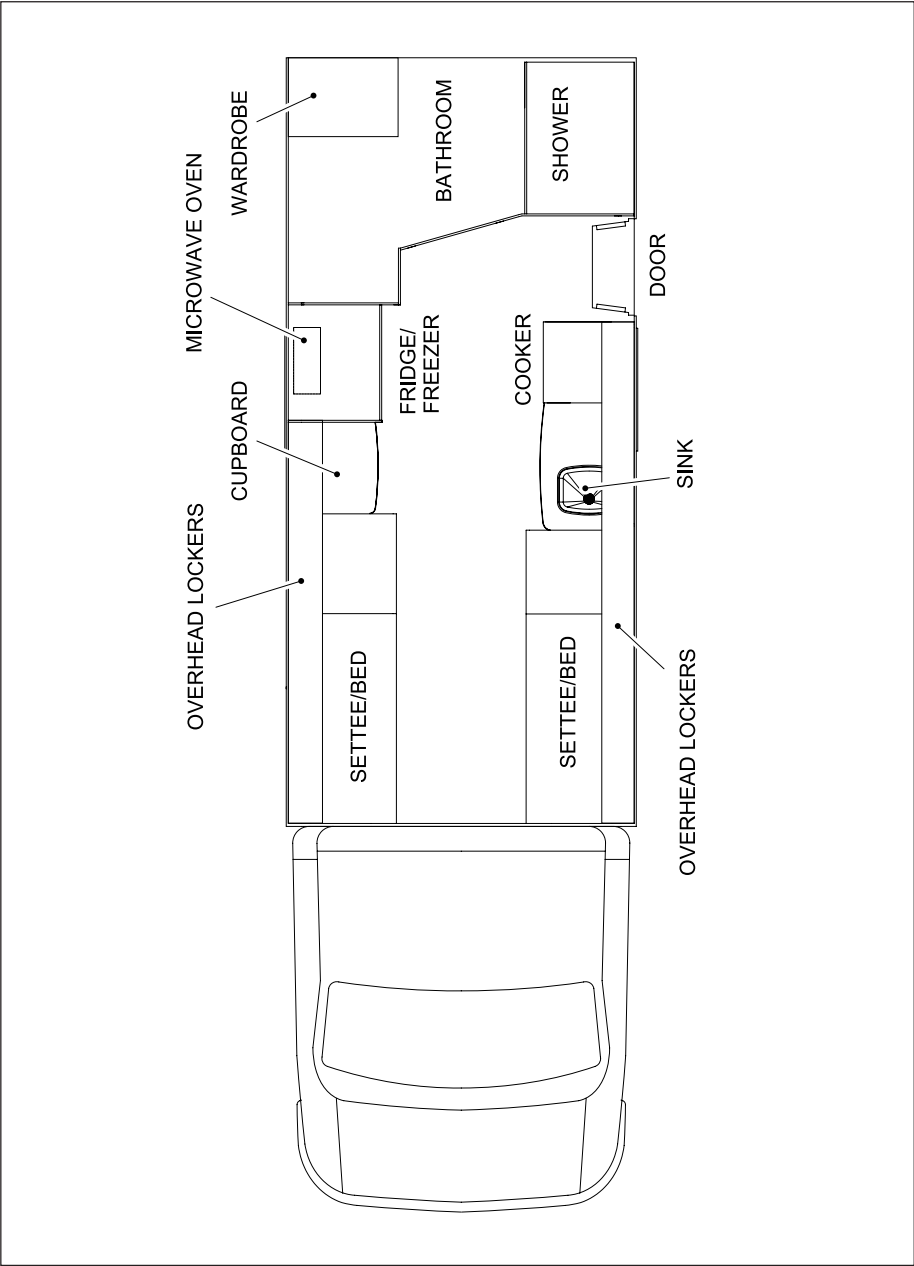 OVERHEAD LOCKERS
CUPBOARD
MICROWAVE OVEN
WARDROBE
SETTEE/BED
FRIDGE/
FREEZER
BATHROOM
SETTEE/BED
COOKER
SHOWER
OVERHEAD LOCKERS
SINK
DOOR